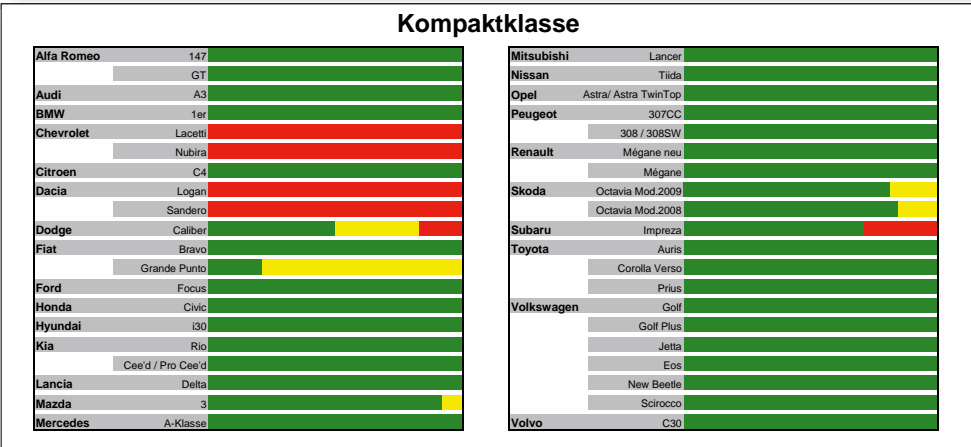 Kompaktklasse
Alfa Romeo 147
GT
Audi A3
BMW 1er
Chevrolet Lacetti
Nubira
Citroen C4
Dacia Logan
Sandero
Dodge Caliber
Fiat Bravo
Grande Punto
Ford Focus
Honda Civic
Hyundai i30
Kia Rio
Cee'd / Pro Cee'd
Lancia Delta
Mazda 3
Mercedes A-Klasse
Mitsubishi Lancer
Nissan Tiida
Opel Astra/ Astra TwinTop
Peugeot 307CC
308 / 308SW
Renault Mégane neu
Mégane
Skoda Octavia Mod.2009
Octavia Mod.2008
Subaru Impreza
Toyota Auris
Corolla Verso
Prius
Volkswagen Golf
Golf Plus
Jetta
Eos
New Beetle
Scirocco
Volvo C30